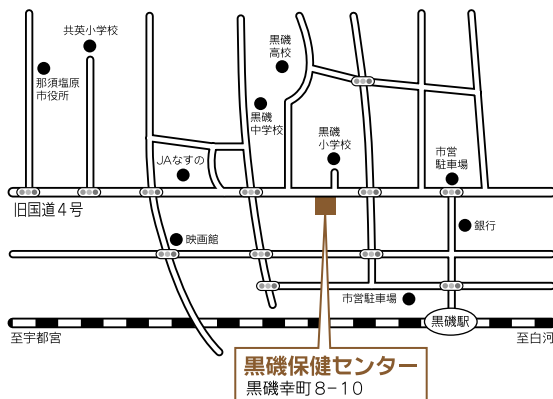 共英小学校
那須塩原
市役所
黒磯
高校
黒磯
中学校
黒磯
小学校
JAなすの
市営
駐車場
旧国道4号
映画館
銀行
市営駐車場
黒磯駅
至宇都宮
至白河
黒磯保健センター
黒磯幸町8-10